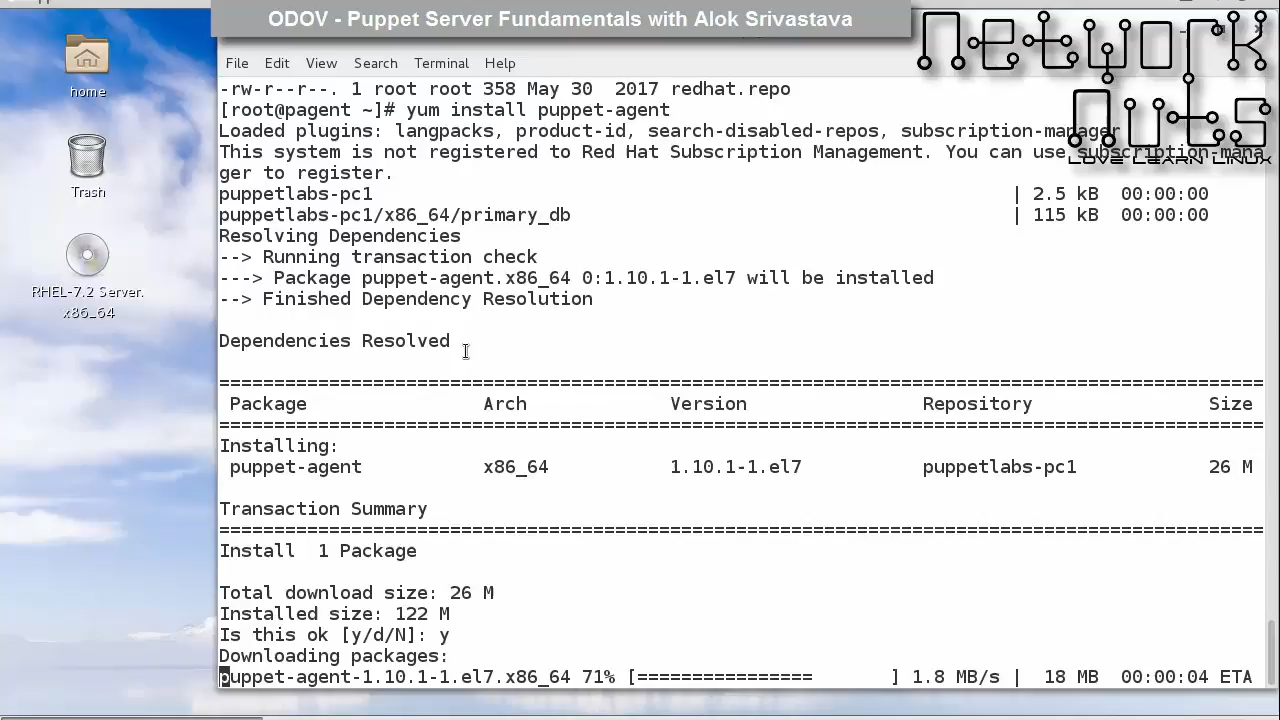 ODOV - Puppet Server Fundamentals with Alok Srivastava
Network
Nuts
LOVE LEARN LINUX
home
Trash
RHEL-7.2 Server.
x86_64
File Edit View Search Terminal Help
-rw-r--r--. 1 root root 358 May 30  2017 redhat.repo
[root@pagent ~]# yum install puppet-agent
Loaded plugins: langpacks, product-id, search-disabled-repos, subscription-manager
This system is not registered to Red Hat Subscription Management. You can use subscription-mana
ger to register.
puppetlabs-pc1 | 2.5 kB  00:00:00
puppetlabs-pc1/x86_64/primary_db | 115 kB  00:00:00
Resolving Dependencies
--> Running transaction check
---> Package puppet-agent.x86_64 0:1.10.1-1.el7 will be installed
--> Finished Dependency Resolution
Dependencies Resolved
================================================================================
Package Arch Version Repository Size
================================================================================
Installing:
puppet-agent x86_64 1.10.1-1.el7 puppetlabs-pc1 26 M
Transaction Summary
================================================================================
Install  1 Package
Total download size: 26 M
Installed size: 122 M
Is this ok [y/d/N]: y
Downloading packages:
puppet-agent-1.10.1-1.el7.x86_64 71% [================       ] 1.8 MB/s |  18 MB  00:00:04 ETA